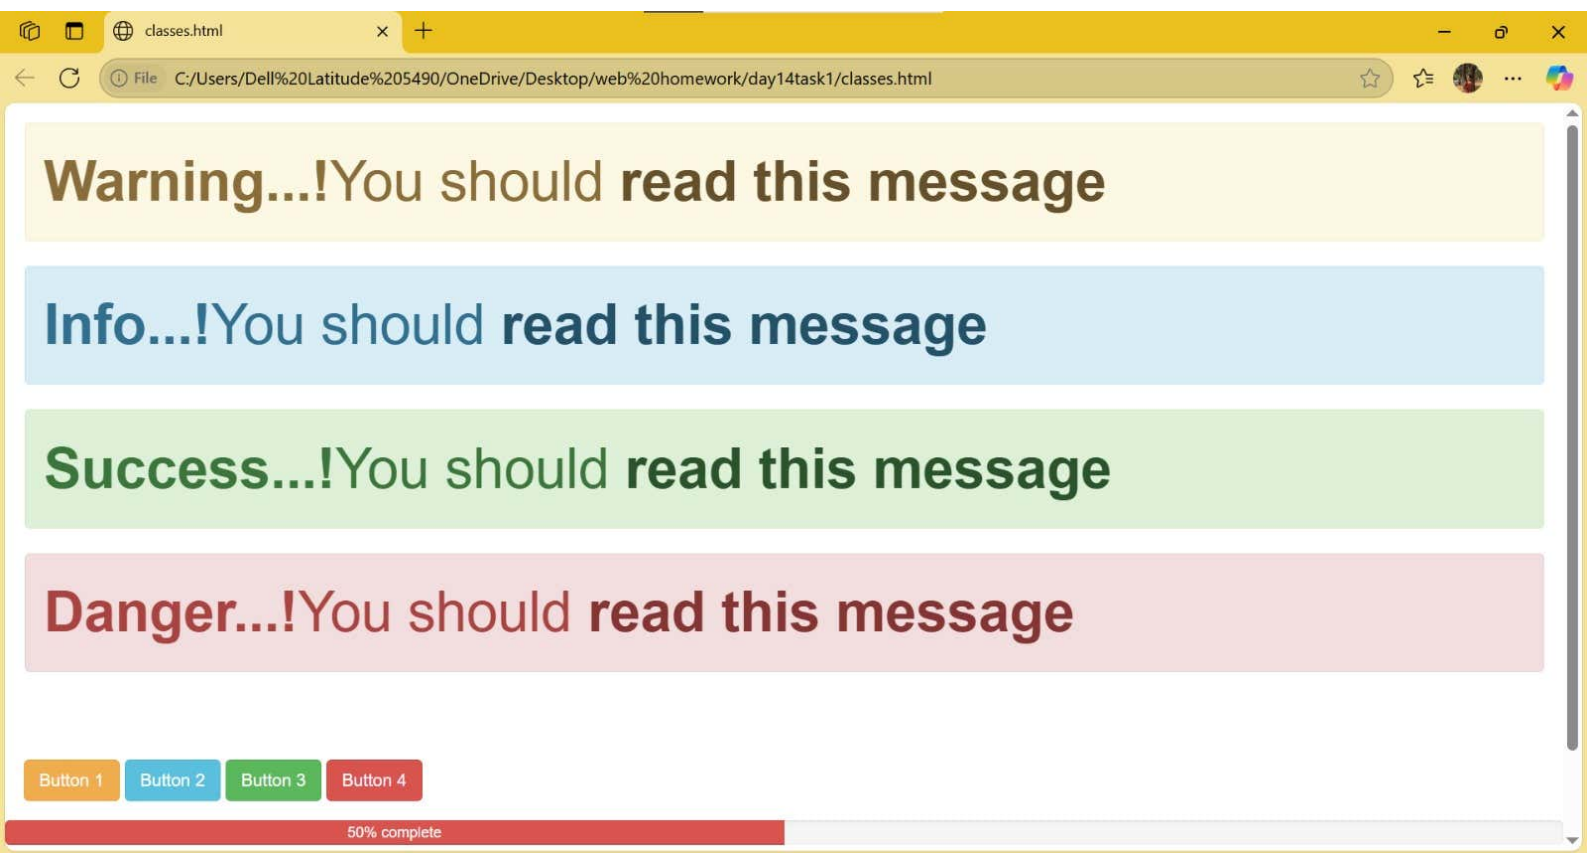 classes.html
File C:/Users/Dell%20Latitude%205490/OneDrive/Desktop/web%20homework/day14task1/classes.html
Warning...!You should read this message
Info...!You should read this message
Success...!You should read this message
Danger...!You should read this message
Button 1 Button 2 Button 3 Button 4
50% complete